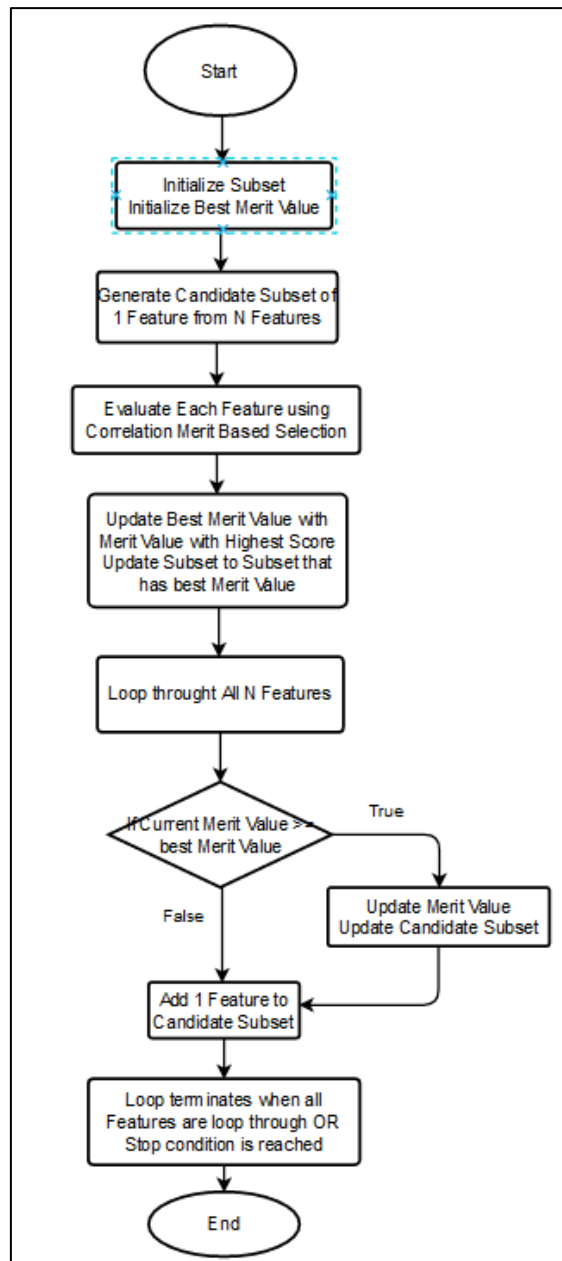 Start
Initialize Subset
Initialize Best Merit Value
Generate Candidate Subset of
1 Feature from N Features
Evaluate Each Feature using
Correlation Merit Based Selection
Update Best Merit Value with
Merit Value with Highest Score
Update Subset to Subset that
has best Merit Value
Loop throught All N Features
If Current Merit Value >=
best Merit Value
True
False
Update Merit Value
Update Candidate Subset
Add 1 Feature to
Candidate Subset
Loop terminates when all
Features are loop through OR
Stop condition is reached
End